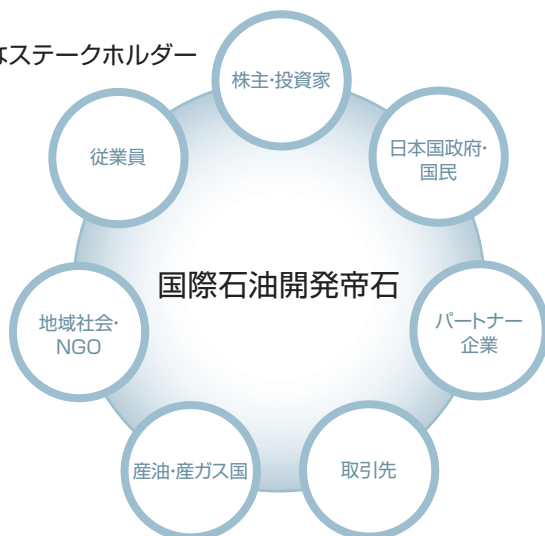 なステークホルダー
株主・投資家
日本国政府・
国民
パートナー
企業
取引先
産油・産ガス国
地域社会・
NGO
従業員
国際石油開発帝石